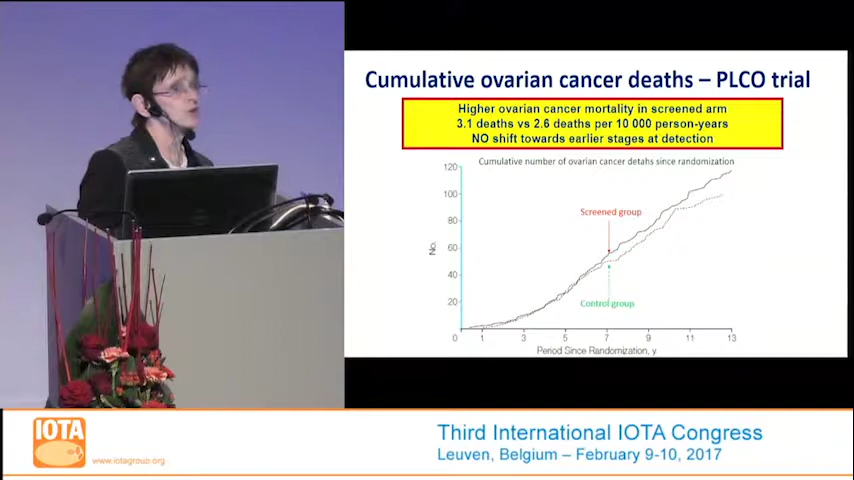 Cumulative ovarian cancer deaths – PLCO trial
Higher ovarian cancer mortality in screened arm
3.1 deaths vs 2.6 deaths per 10 000 person-years
NO shift towards earlier stages at detection
Cumulative number of ovarian cancer detahs since randomization
120
100
80
60
40
20
0
No.
Screened group
Control group
1 3 5 7 9 11 13
Period Since Randomization, y
IOTA
www.iotagroup.org
Third International IOTA Congress
Leuven, Belgium – February 9-10, 2017